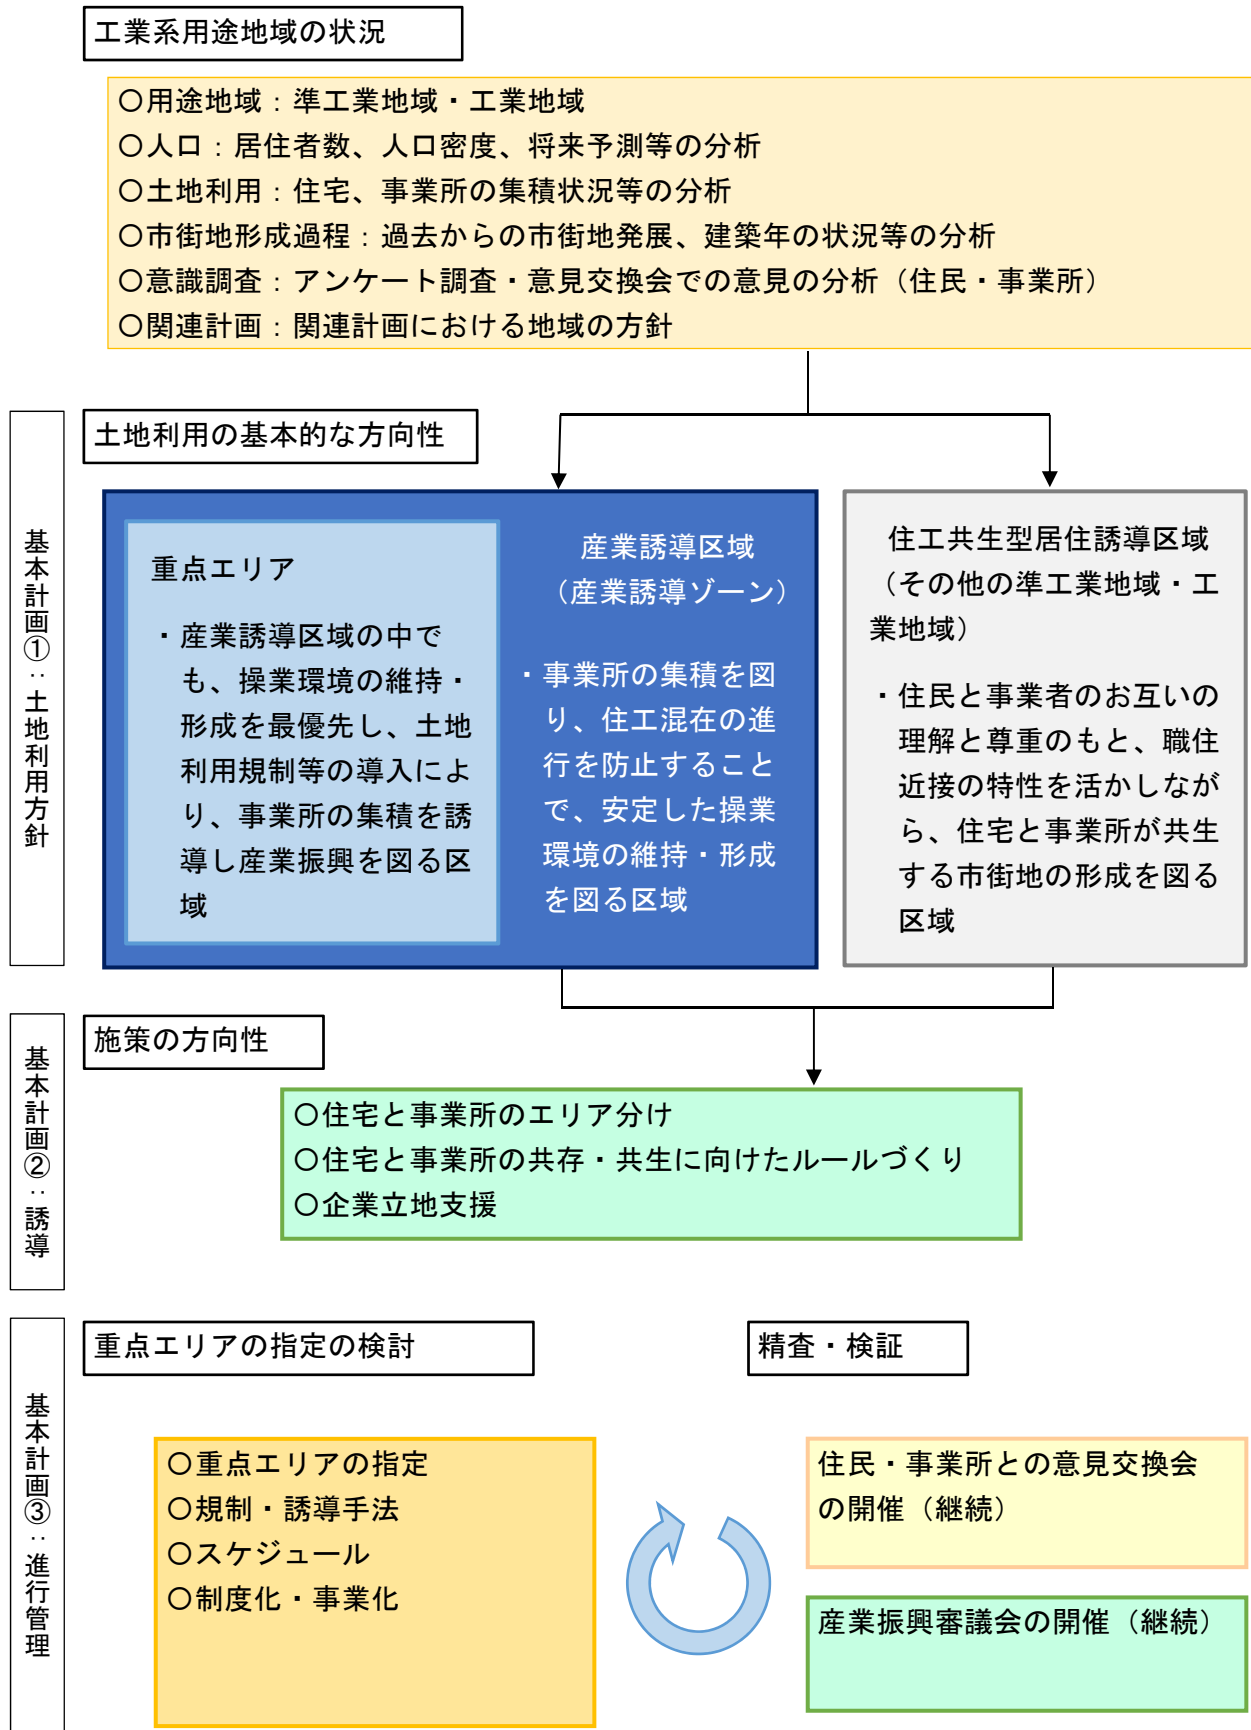 工業系用途地域の状況
〇用途地域：準工業地域・工業地域
〇人口：居住者数、人口密度、将来予測等の分析
〇土地利用：住宅、事業所の集積状況等の分析
〇市街地形成過程：過去からの市街地発展、建築年の状況等の分析
〇意識調査：アンケート調査・意見交換会での意見の分析（住民・事業所）
〇関連計画：関連計画における地域の方針
基本計画①：土地利用方針
土地利用の基本的な方向性
重点エリア
・産業誘導区域の中で
も、操業環境の維持・
形成を最優先し、土地
利用規制等の導入によ
り、事業所の集積を誘
導し産業振興を図る区
域
産業誘導区域
（産業誘導ゾーン）
・事業所の集積を図
り、住工混在の進
行を防止すること
で、安定した操業
環境の維持・形成
を図る区域
住工共生型居住誘導区域
（その他の準工業地域・工
業地域）
・住民と事業者のお互いの
理解と尊重のもと、職住
近接の特性を活かしなが
ら、住宅と事業所が共生
する市街地の形成を図る
区域
基本計画②：誘導
施策の方向性
〇住宅と事業所のエリア分け
〇住宅と事業所の共存・共生に向けたルールづくり
〇企業立地支援
基本計画③：進行管理
重点エリアの指定の検討
〇重点エリアの指定
〇規制・誘導手法
〇スケジュール
〇制度化・事業化
精査・検証
住民・事業所との意見交換会
の開催（継続）
産業振興審議会の開催（継続）